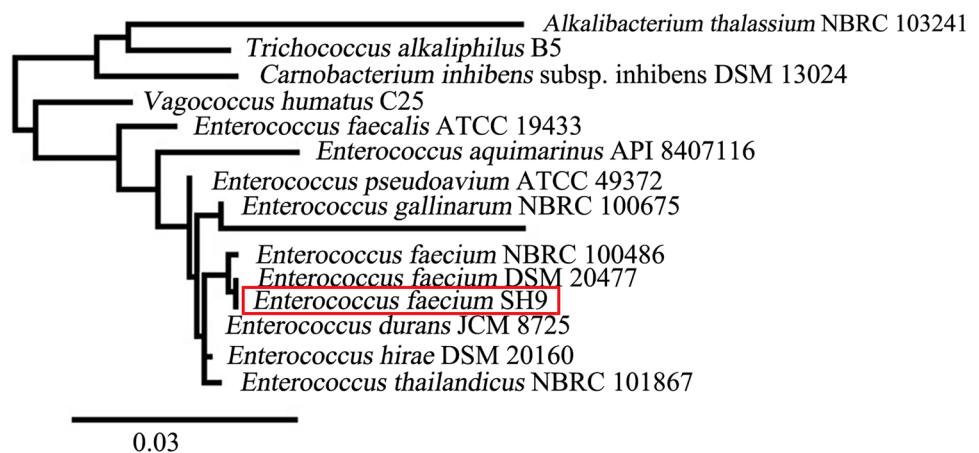 Alkalibacterium thalassium NBRC 103241
Trichococcus alkaliphilus B5
Carnobacterium inhibens subsp. inhibens DSM 13024
Vagococcus humatus C25
Enterococcus faecalis ATCC 19433
Enterococcus aquimarinus API 8407116
Enterococcus pseudoavium ATCC 49372
Enterococcus gallinarum NBRC 100675
Enterococcus faecium NBRC 100486
Enterococcus faecium DSM 20477
Enterococcus faecium SH9
Enterococcus durans JCM 8725
Enterococcus hirae DSM 20160
Enterococcus thailandicus NBRC 101867
0.03